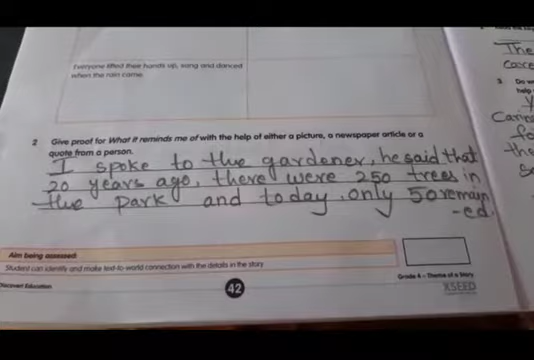 Everyone lifted their hands up, sang and danced
when the rain came.
2 Give proof for What it reminds me of with the help of either a picture, a newspaper article or a
quote from a person.
I spoke to the gardener, he said that
20 years ago, there were 250 trees in
the park and today, only 50 remain
-ed.
Aim being assessed:
Student can identify and make text-to-world connection with the details in the story
Discovert Education
42
Grade 4 – Theme of a Story
XSEED
The
care
3 Do w
help
Cann
fo
the